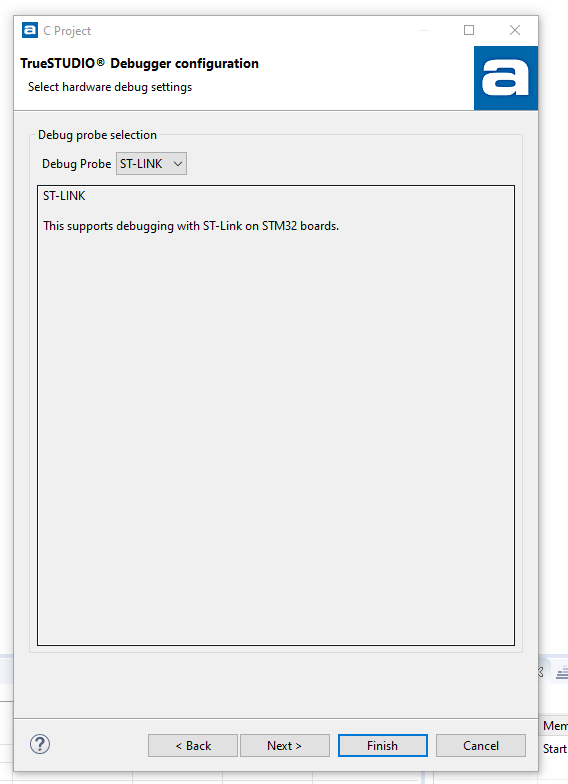 C Project
TrueSTUDIO® Debugger configuration
Select hardware debug settings
a
Debug probe selection
Debug Probe ST-LINK
ST-LINK
This supports debugging with ST-Link on STM32 boards.
Mem
Start
? < Back Next > Finish Cancel